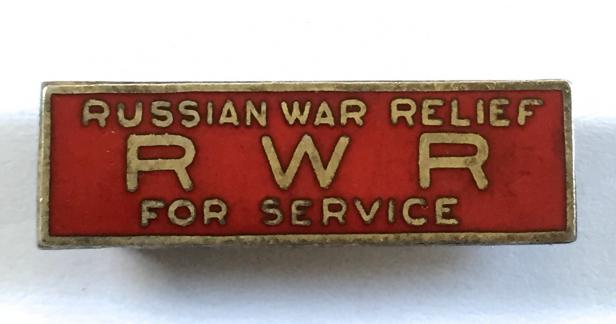 RUSSIAN WAR RELIEF
R W R
FOR SERVICE